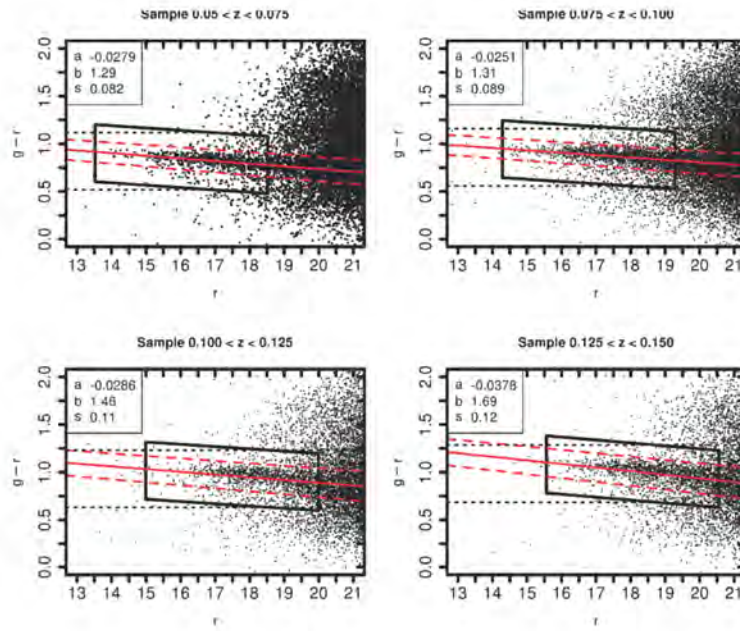 Sample 0.05 < z < 0.075
a -0.0279
b 1.29
s 0.082
g − r
0.0 0.5 1.0 1.5 2.0
13 14 15 16 17 18 19 20 21
r
Sample 0.075 < z < 0.100
a -0.0251
b 1.31
s 0.089
g − r
0.0 0.5 1.0 1.5 2.0
13 14 15 16 17 18 19 20 21
r
Sample 0.100 < z < 0.125
a -0.0286
b 1.46
s 0.11
g − r
0.0 0.5 1.0 1.5 2.0
13 14 15 16 17 18 19 20 21
r
Sample 0.125 < z < 0.150
a -0.0378
b 1.69
s 0.12
g − r
0.0 0.5 1.0 1.5 2.0
13 14 15 16 17 18 19 20 21
r